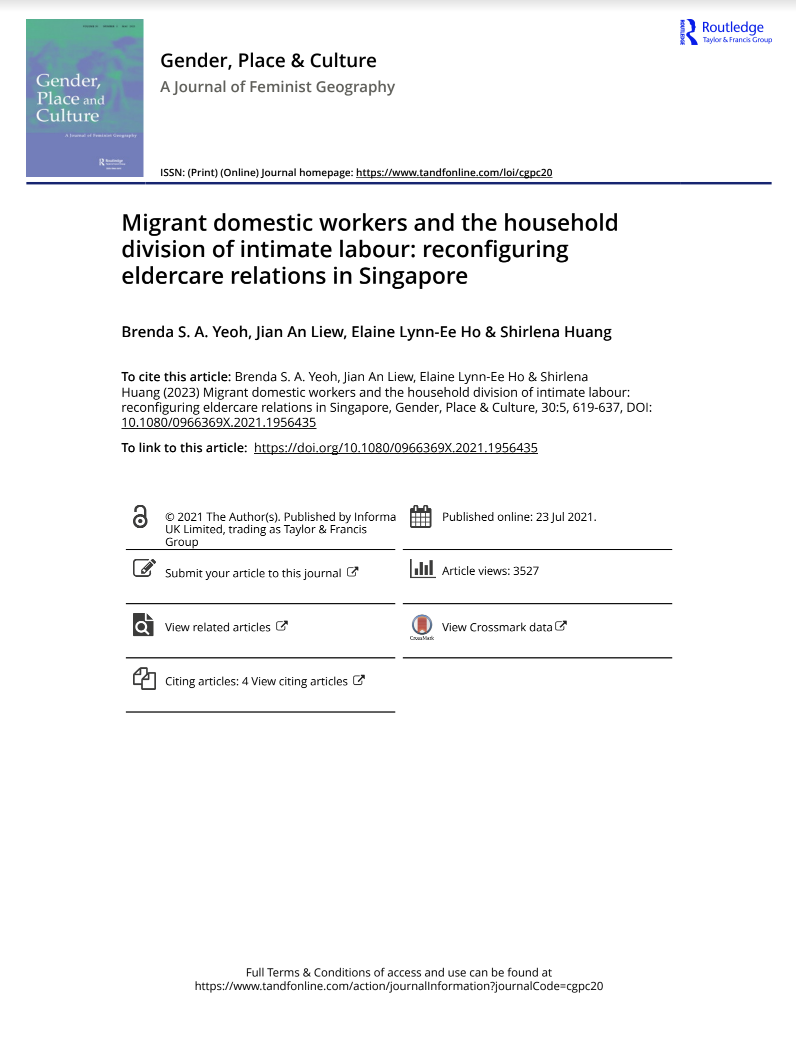 Gender,
Place and
Culture
A Journal of Feminist Geography
Routledge
Gender, Place & Culture
A Journal of Feminist Geography
ISSN: (Print) (Online) Journal homepage: https://www.tandfonline.com/loi/cgpc20
ROUTLEDGE
Routledge
Taylor & Francis Group
Migrant domestic workers and the household
division of intimate labour: reconfiguring
eldercare relations in Singapore
Brenda S. A. Yeoh, Jian An Liew, Elaine Lynn-Ee Ho & Shirlena Huang
To cite this article: Brenda S. A. Yeoh, Jian An Liew, Elaine Lynn-Ee Ho & Shirlena
Huang (2023) Migrant domestic workers and the household division of intimate labour:
reconfiguring eldercare relations in Singapore, Gender, Place & Culture, 30:5, 619-637, DOI:
10.1080/0966369X.2021.1956435
To link to this article: https://doi.org/10.1080/0966369X.2021.1956435
© 2021 The Author(s). Published by Informa
UK Limited, trading as Taylor & Francis
Group
Published online: 23 Jul 2021.
Submit your article to this journal
Article views: 3527
View related articles
View Crossmark data
CrossMark
Citing articles: 4 View citing articles
Full Terms & Conditions of access and use can be found at
https://www.tandfonline.com/action/journalInformation?journalCode=cgpc20